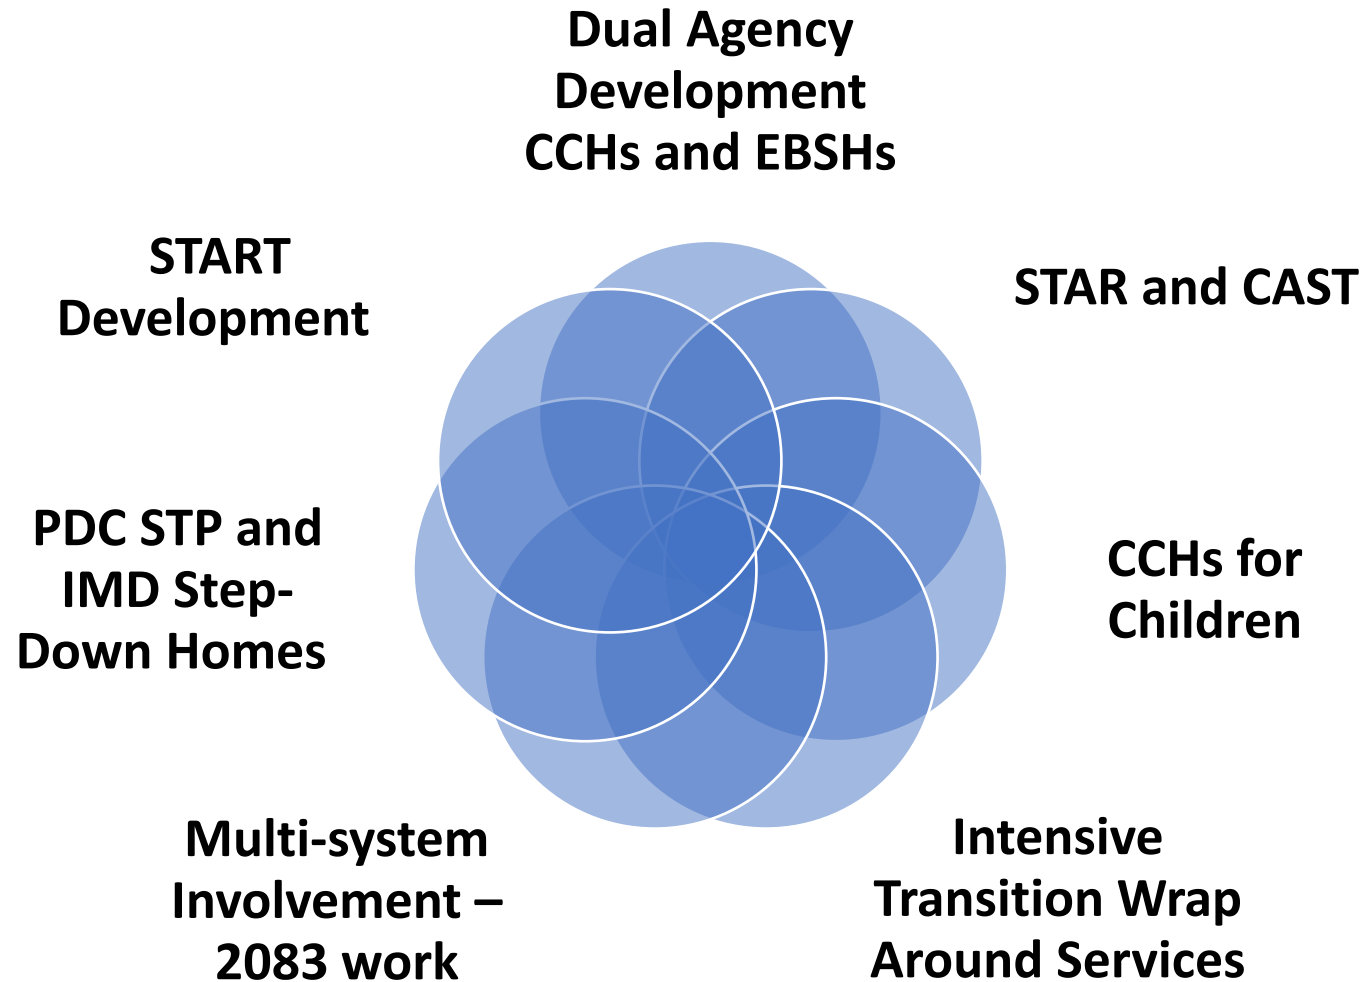 Dual Agency
Development
CCHs and EBSHs
STAR and CAST
CCHs for
Children
Intensive
Transition Wrap
Around Services
Multi-system
Involvement –
2083 work
PDC STP and
IMD Step-
Down Homes
START
Development